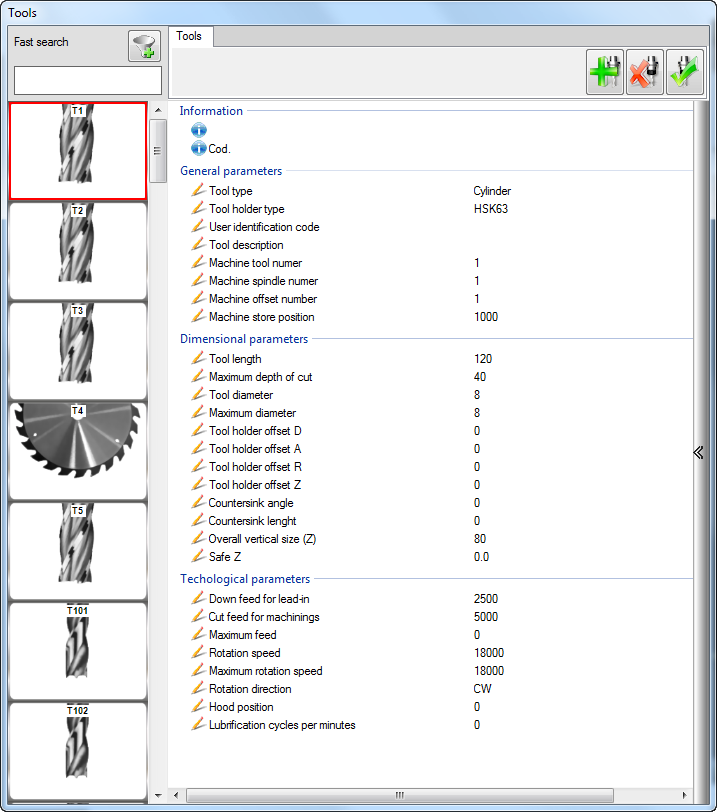 Tools
Fast search
T1
T2
T3
T4
T5
T101
T102
Tools
Information
Cod.
General parameters
Tool type Cylinder
Tool holder type HSK63
User identification code
Tool description
Machine tool numer 1
Machine spindle numer 1
Machine offset number 1
Machine store position 1000
Dimensional parameters
Tool length 120
Maximum depth of cut 40
Tool diameter 8
Maximum diameter 8
Tool holder offset D 0
Tool holder offset A 0
Tool holder offset R 0
Tool holder offset Z 0
Countersink angle 0
Countersink lenght 0
Overall vertical size (Z) 80
Safe Z 0.0
Techological parameters
Down feed for lead-in 2500
Cut feed for machinings 5000
Maximum feed 0
Rotation speed 18000
Maximum rotation speed 18000
Rotation direction CW
Hood position 0
Lubrification cycles per minutes 0